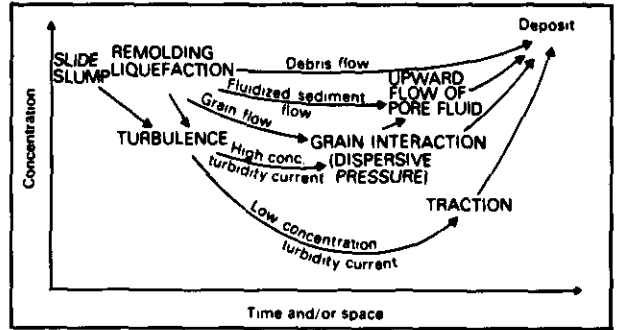 Deposit
SLIDE
SLUMP
REMOLDING
LIQUEFACTION
Debris flow
UPWARD
FLOW OF
PORE FLUID
Fluidized sediment
flow
Grain flow
TURBULENCE
GRAIN INTERACTION
(DISPERSIVE
PRESSURE)
High conc.
turbidity current
TRACTION
Low concentration
turbidity current
Concentration
Time and/or space